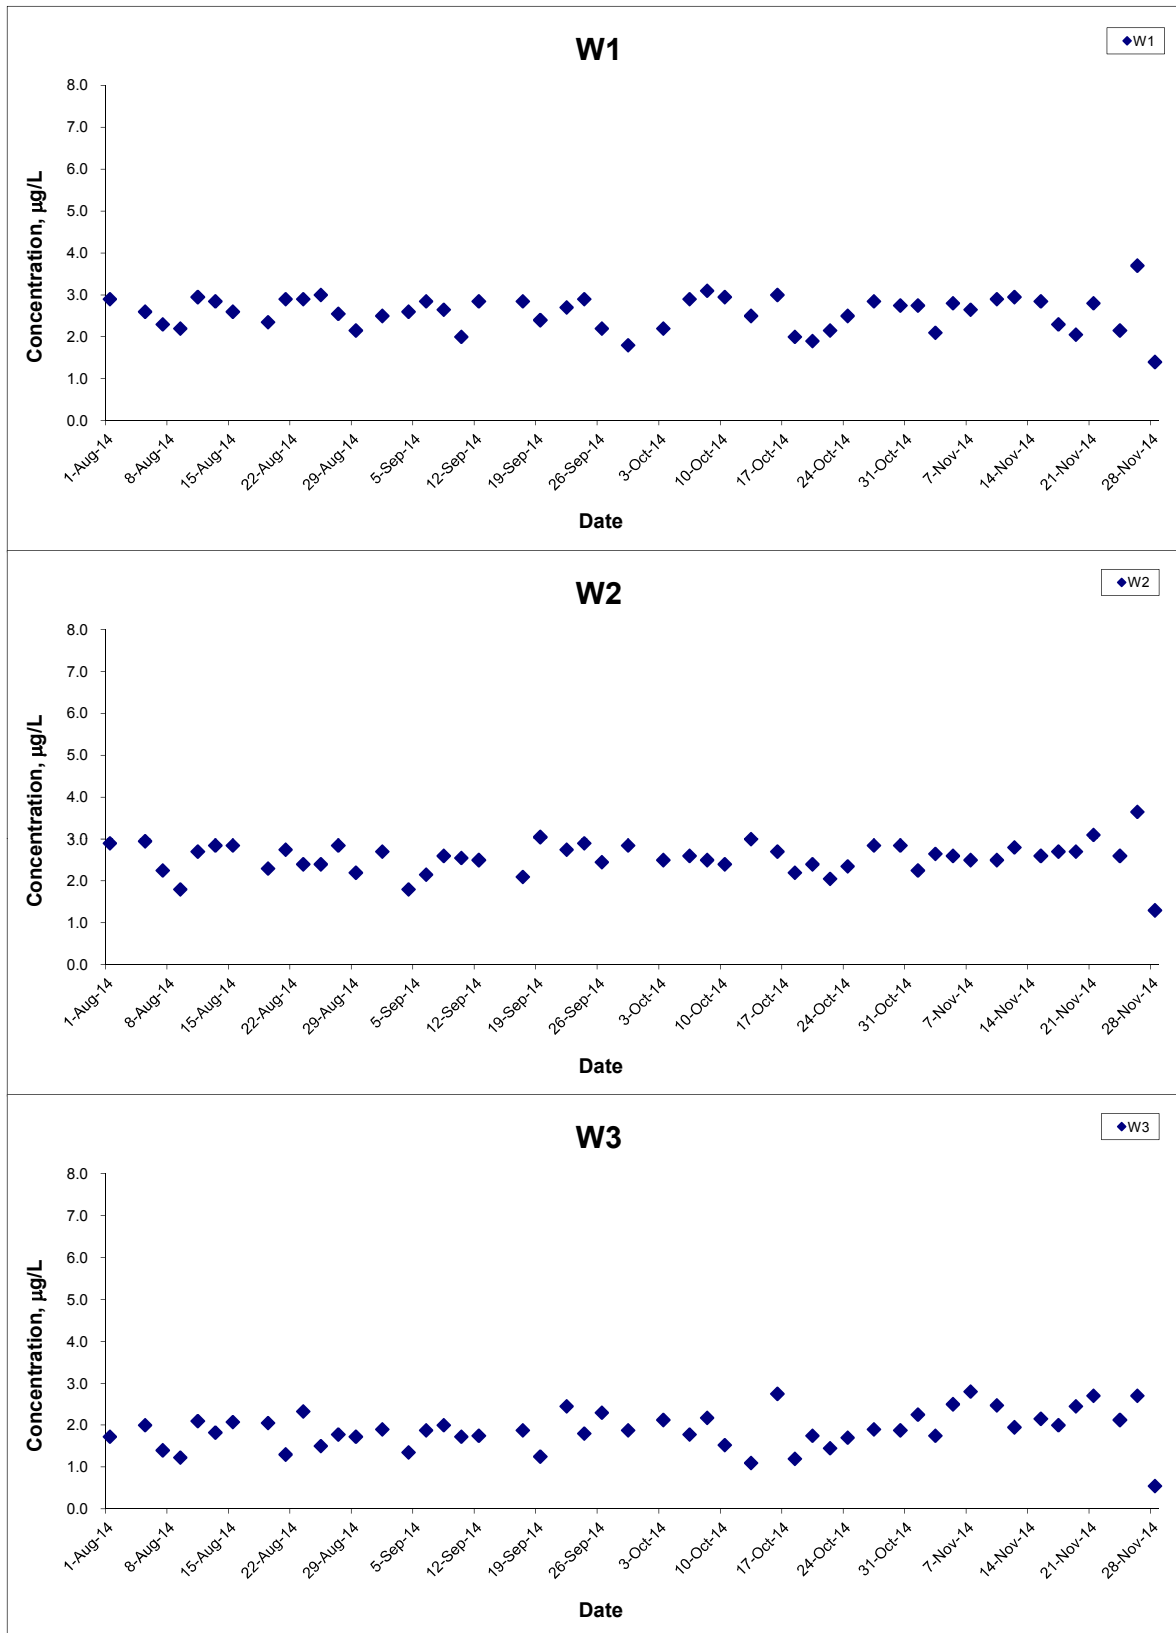 W1
W1
8.0
7.0
6.0
5.0
4.0
3.0
2.0
1.0
0.0
Concentration, µg/L
1-Aug-14
8-Aug-14
15-Aug-14
22-Aug-14
29-Aug-14
5-Sep-14
12-Sep-14
19-Sep-14
26-Sep-14
3-Oct-14
10-Oct-14
17-Oct-14
24-Oct-14
31-Oct-14
7-Nov-14
14-Nov-14
21-Nov-14
28-Nov-14
Date
W2
W2
8.0
7.0
6.0
5.0
4.0
3.0
2.0
1.0
0.0
Concentration, µg/L
1-Aug-14
8-Aug-14
15-Aug-14
22-Aug-14
29-Aug-14
5-Sep-14
12-Sep-14
19-Sep-14
26-Sep-14
3-Oct-14
10-Oct-14
17-Oct-14
24-Oct-14
31-Oct-14
7-Nov-14
14-Nov-14
21-Nov-14
28-Nov-14
Date
W3
W3
8.0
7.0
6.0
5.0
4.0
3.0
2.0
1.0
0.0
Concentration, µg/L
1-Aug-14
8-Aug-14
15-Aug-14
22-Aug-14
29-Aug-14
5-Sep-14
12-Sep-14
19-Sep-14
26-Sep-14
3-Oct-14
10-Oct-14
17-Oct-14
24-Oct-14
31-Oct-14
7-Nov-14
14-Nov-14
21-Nov-14
28-Nov-14
Date